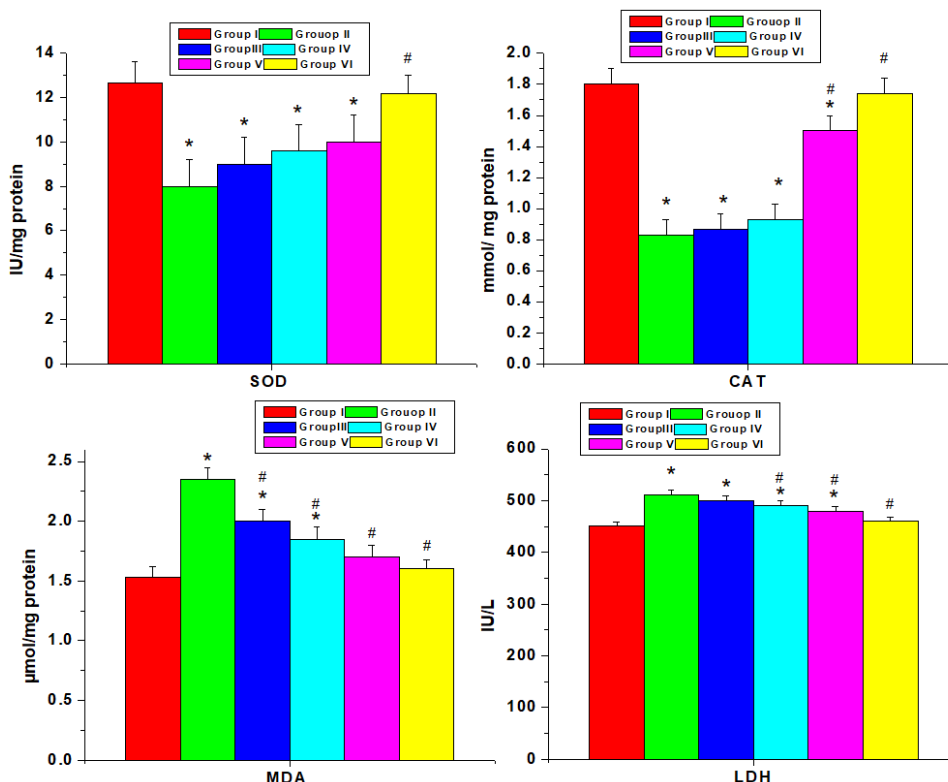 Group I Grouop II
GroupIII Group IV
Group V Group VI
14
12
10
8
6
4
2
0
IU/mg protein
* * * * #
SOD
Group I Grouop II
GroupIII Group IV
Group V Group VI
2.0
1.8
1.6
1.4
1.2
1.0
0.8
0.6
0.4
0.2
0.0
mmol/ mg protein
* * * # * #
CAT
Group I Grouop II
GroupIII Group IV
Group V Group VI
2.5
2.0
1.5
1.0
0.5
0.0
µmol/mg protein
* # * # * # #
MDA
Group I Grouop II
GroupIII Group IV
Group V Group VI
600
500
400
300
200
100
0
IU/L
* * # * # * #
LDH